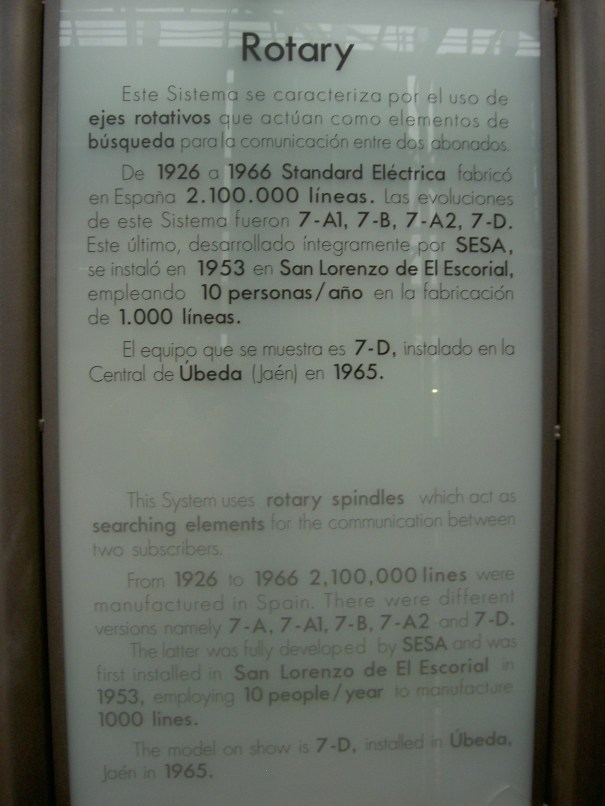 Rotary
Este Sistema se caracteriza por el uso de
ejes rotativos que actúan como elementos de
búsqueda para la comunicación entre dos abonados.
De 1926 a 1966 Standard Eléctrica fabricó
en España 2.100.000 líneas. Las evoluciones
de este Sistema fueron 7-A1, 7-B, 7-A2, 7-D.
Este último, desarrollado íntegramente por SESA,
se instaló en 1953 en San Lorenzo de El Escorial,
empleando 10 personas/año en la fabricación
de 1.000 líneas.
El equipo que se muestra es 7-D, instalado en la
Central de Úbeda (Jaén) en 1965.
This System uses rotary spindles which act as
searching elements for the communication between
two subscribers.
From 1926 to 1966 2,100,000 lines were
manufactured in Spain. There were different
versions namely 7-A, 7-A1, 7-B, 7-A2 and 7-D.
The latter was fully developed by SESA and was
first installed in San Lorenzo de El Escorial in
1953, employing 10 people/year to manufacture
1000 lines.
The model on show is 7-D, installed in Úbeda,
Jaén in 1965.